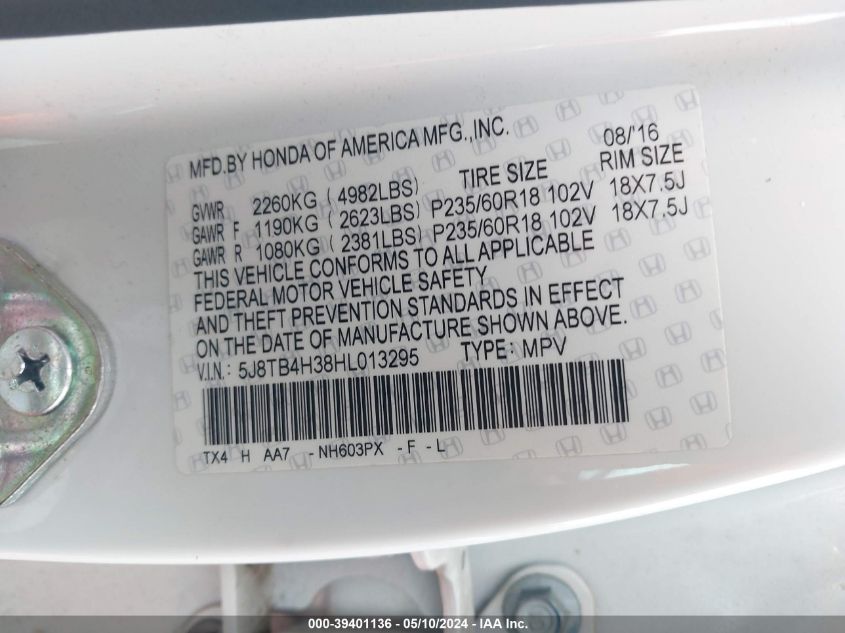 MFD.BY HONDA OF AMERICA MFG.,INC. 08/'16
TIRE SIZE RIM SIZE
GVWR 2260KG ( 4982LBS)
GAWR F 1190KG ( 2623LBS) P235/60R18 102V 18X7.5J
GAWR R 1080KG ( 2381LBS) P235/60R18 102V 18X7.5J
THIS VEHICLE CONFORMS TO ALL APPLICABLE
FEDERAL MOTOR VEHICLE SAFETY
AND THEFT PREVENTION STANDARDS IN EFFECT
ON THE DATE OF MANUFACTURE SHOWN ABOVE.
V.I.N.: 5J8TB4H38HL013295 TYPE: MPV
TX4 H AA7 -NH603PX -F -L
000-39401136 - 05/10/2024 - IAA Inc.